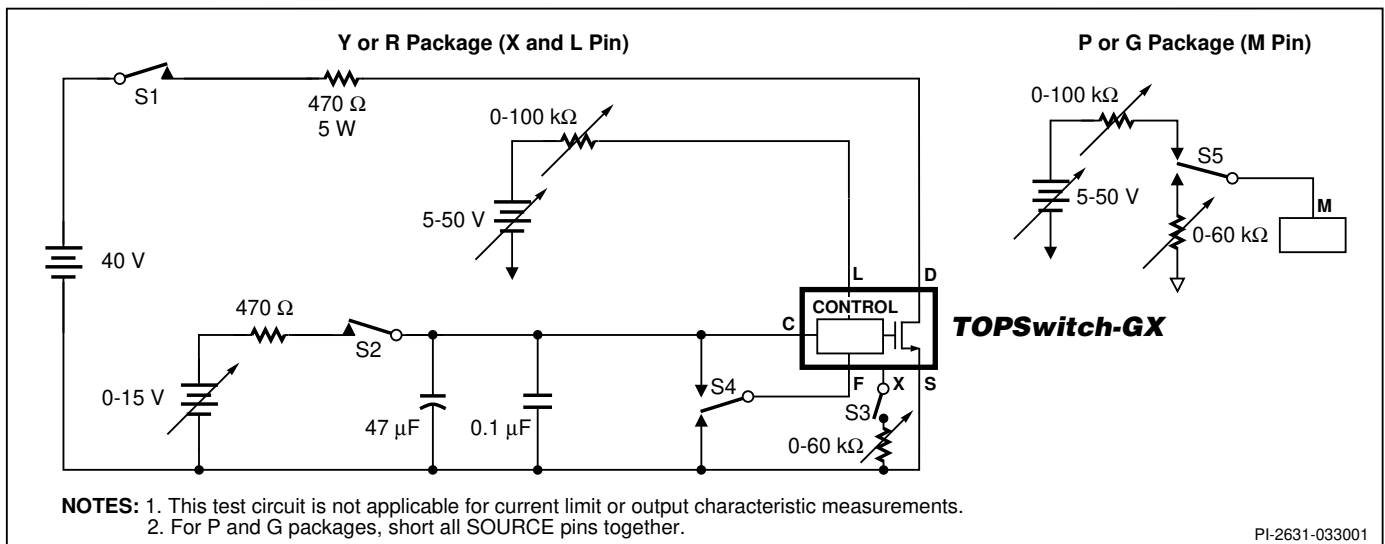 Y or R Package (X and L Pin)
P or G Package (M Pin)
S1
470 Ω
5 W
0-100 kΩ
5-50 V
40 V
470 Ω
S2
0-15 V
47 µF
0.1 µF
S4
L
D
CONTROL
C
TOPSwitch-GX
F
X
S
S3
0-60 kΩ
0-100 kΩ
5-50 V
S5
0-60 kΩ
M
NOTES: 1. This test circuit is not applicable for current limit or output characteristic measurements.
2. For P and G packages, short all SOURCE pins together.
PI-2631-033001